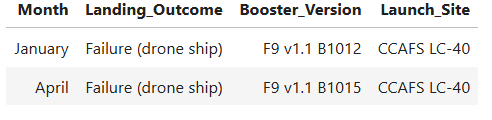 Month Landing_Outcome Booster_Version Launch_Site
January Failure (drone ship) F9 v1.1 B1012 CCAFS LC-40
April Failure (drone ship) F9 v1.1 B1015 CCAFS LC-40